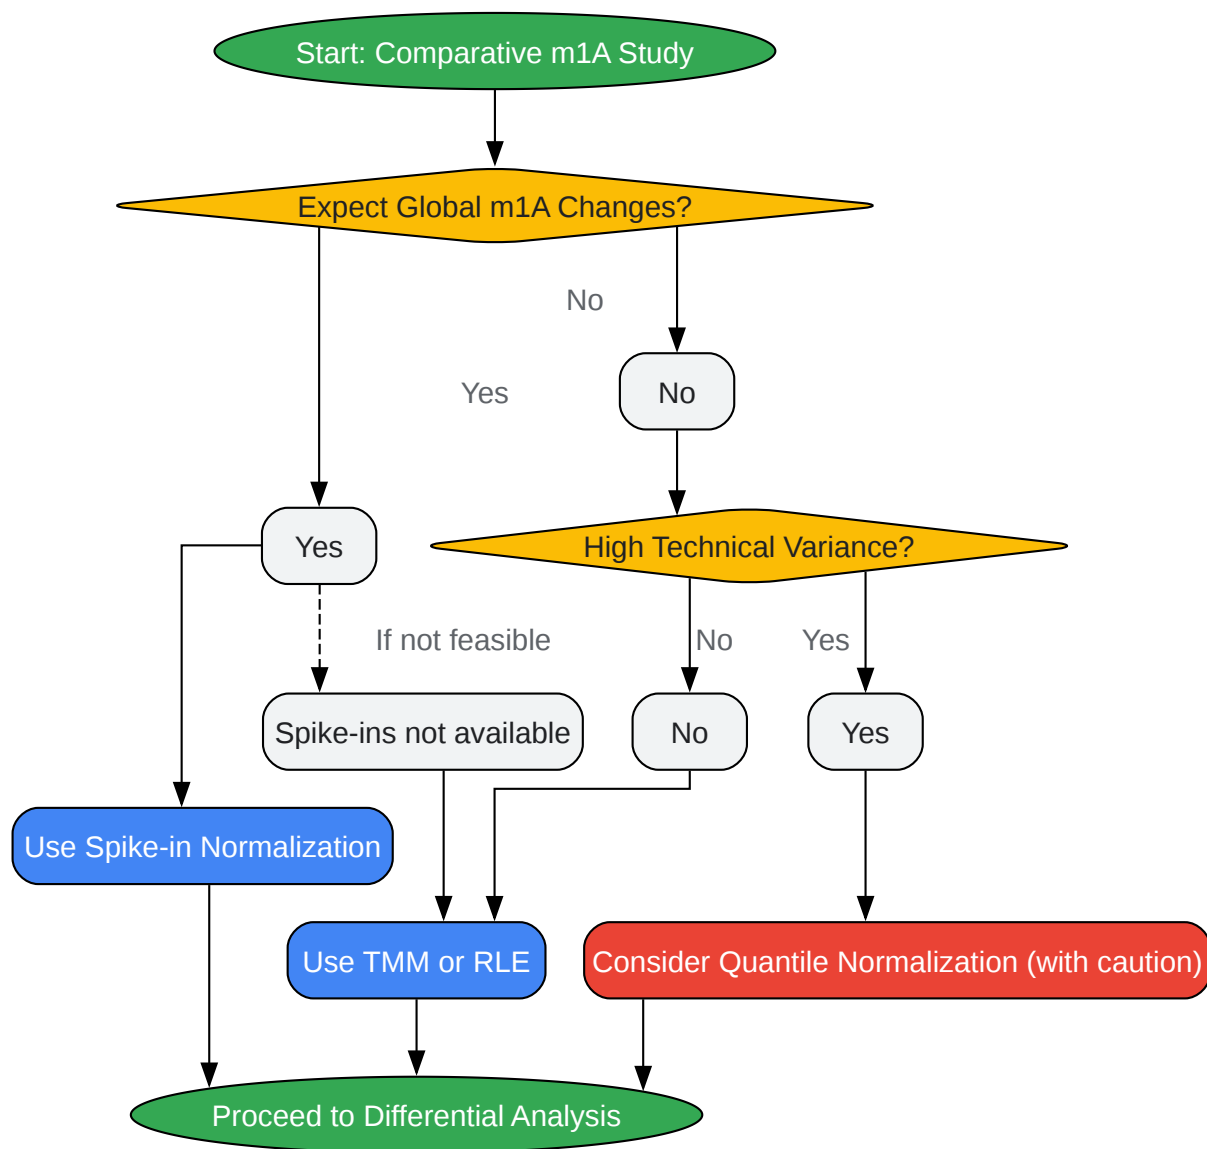 Start: Comparative m1A Study
Expect Global m1A Changes?
No
Yes
No
Yes
High Technical Variance?
If not feasible
No
Yes
Spike-ins not available
No
Yes
Use Spike-in Normalization
Use TMM or RLE
Consider Quantile Normalization (with caution)
Proceed to Differential Analysis